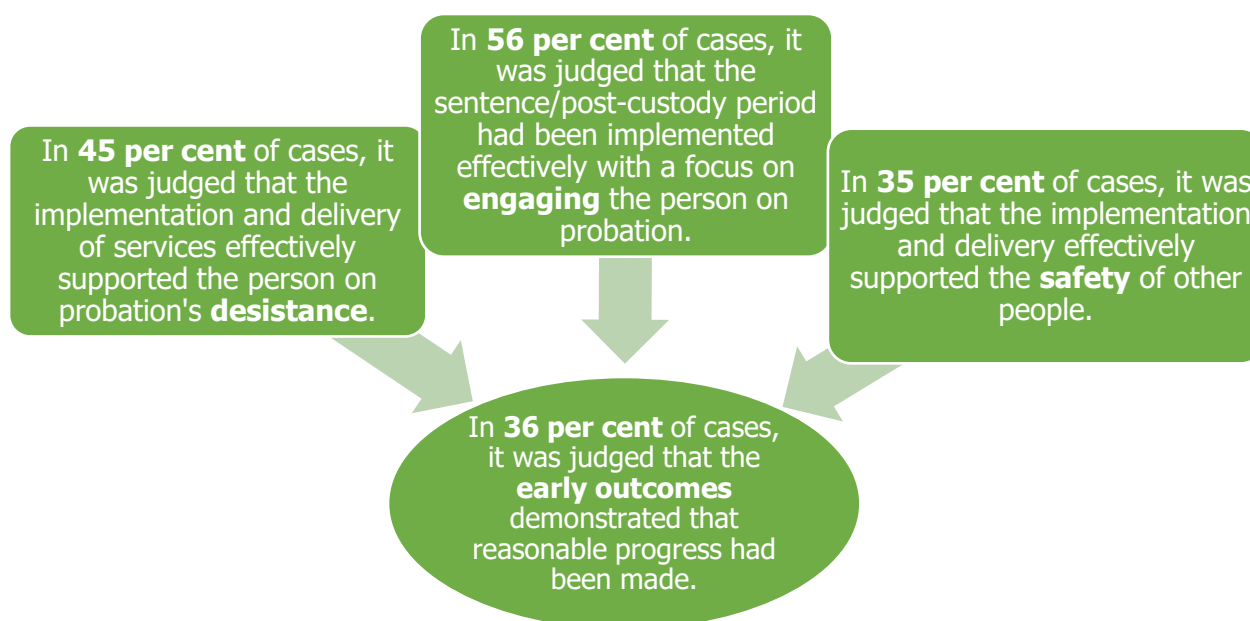 In 45 per cent of cases, it
was judged that the
implementation and delivery
of services effectively
supported the person on
probation's desistance.
In 56 per cent of cases, it
was judged that the
sentence/post-custody period
had been implemented
effectively with a focus on
engaging the person on
probation.
In 35 per cent of cases, it was
judged that the implementation
and delivery effectively
supported the safety of other
people.
In 36 per cent of cases,
it was judged that the
early outcomes
demonstrated that
reasonable progress had
been made.